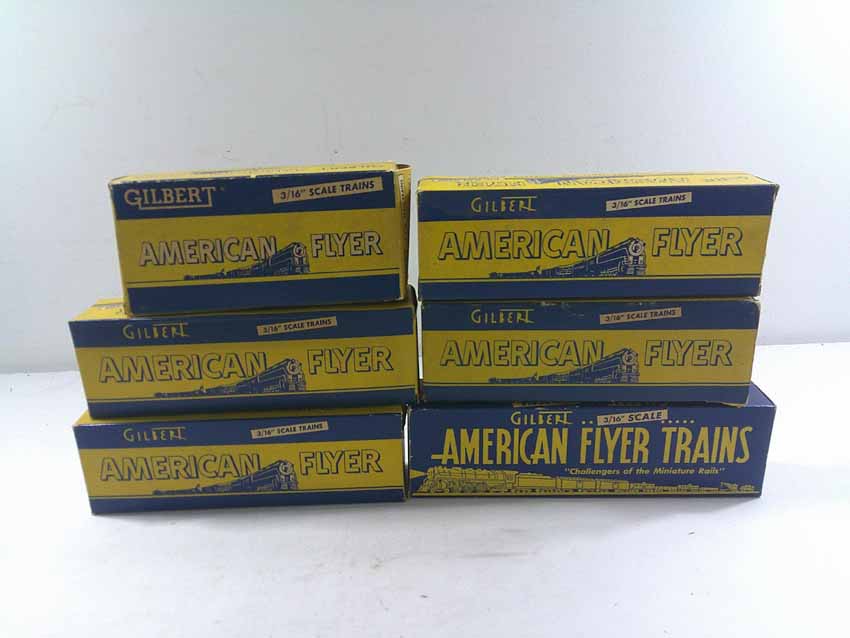 GILBERT
3/16" SCALE TRAINS
AMERICAN FLYER
GILBERT
3/16" SCALE TRAINS
AMERICAN FLYER
GILBERT
3/16" SCALE TRAINS
AMERICAN FLYER
GILBERT
3/16" SCALE TRAINS
AMERICAN FLYER
GILBERT
3/16" SCALE TRAINS
AMERICAN FLYER
GILBERT
3/16" SCALE
AMERICAN FLYER TRAINS
"Challengers of the Miniature Rails"